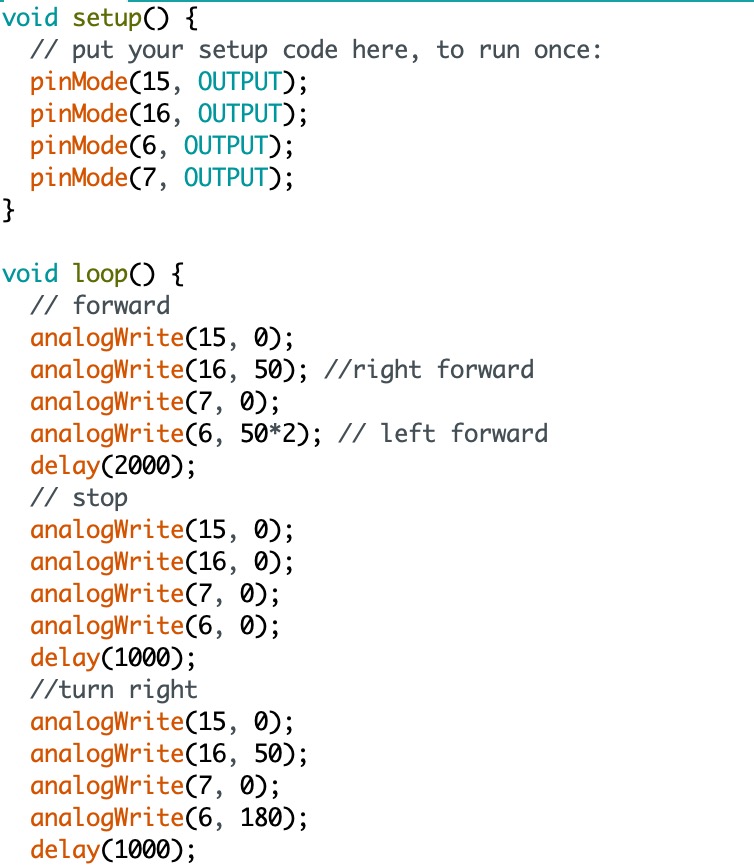 void setup() {
  // put your setup code here, to run once:
  pinMode(15, OUTPUT);
  pinMode(16, OUTPUT);
  pinMode(6, OUTPUT);
  pinMode(7, OUTPUT);
}

void loop() {
  // forward
  analogWrite(15, 0);
  analogWrite(16, 50); //right forward
  analogWrite(7, 0);
  analogWrite(6, 50*2); // left forward
  delay(2000);
  // stop
  analogWrite(15, 0);
  analogWrite(16, 0);
  analogWrite(7, 0);
  analogWrite(6, 0);
  delay(1000);
  //turn right
  analogWrite(15, 0);
  analogWrite(16, 50);
  analogWrite(7, 0);
  analogWrite(6, 180);
  delay(1000);